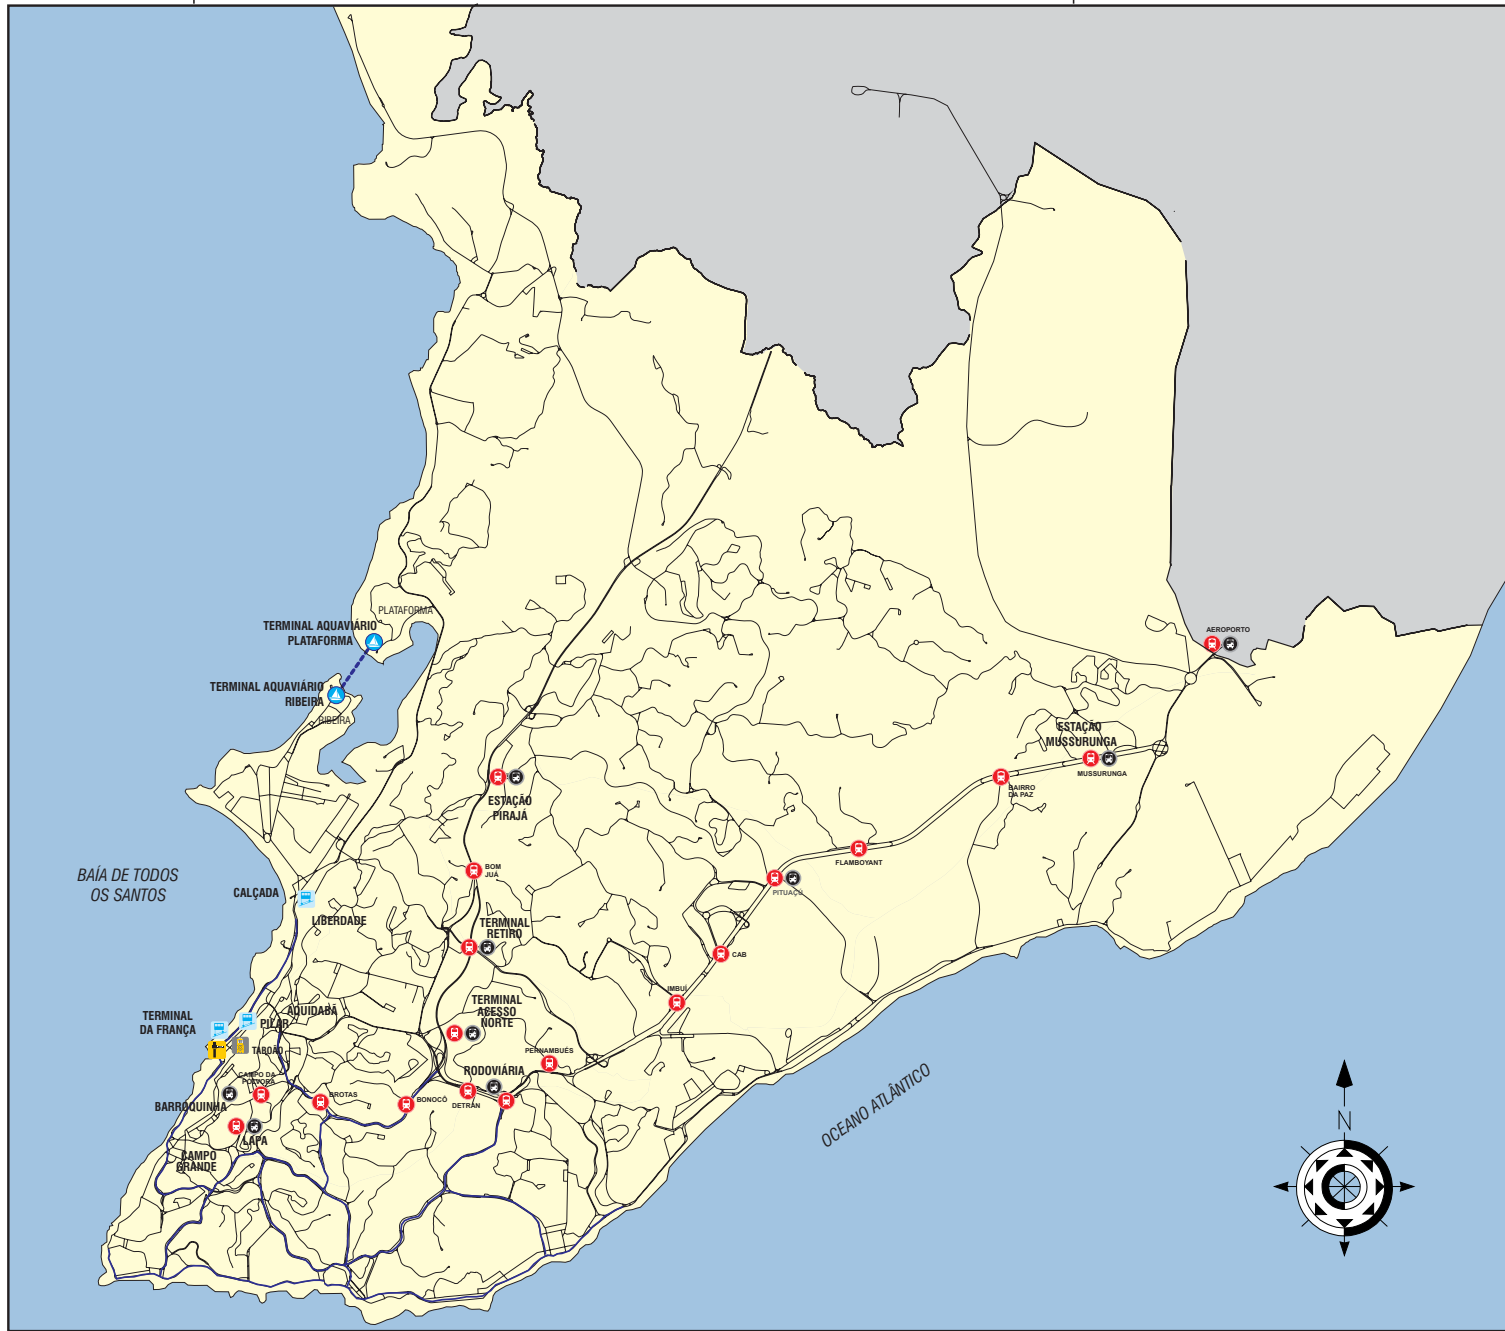 PLATAFORMA
TERMINAL AQUAVIÁRIO
PLATAFORMA
AEROPORTO
TERMINAL AQUAVIÁRIO
RIBEIRA
RIBEIRA
ESTAÇÃO
MUSSURUNGA
MUSSURUNGA
BAIRRO
DA PAZ
ESTAÇÃO
PIRAJÁ
FLAMBOYANT
BOM
JUÁ
BAÍA DE TODOS
OS SANTOS
CALÇADA
PITUAÇÚ
LIBERDADE
TERMINAL
RETIRO
CAB
IMBUÍ
TERMINAL
ACESSO
NORTE
AQUIDABÃ
TERMINAL
DA FRANÇA
PILAR
TABOÃO
PERNAMBUÉS
RODOVIÁRIA
CAMPO DA
PÓLVORA
BARROQUINHA
BROTAS
BONOCÔ
DETRAN
OCEANO ATLÂNTICO
LAPA
CAMPO
GRANDE
N